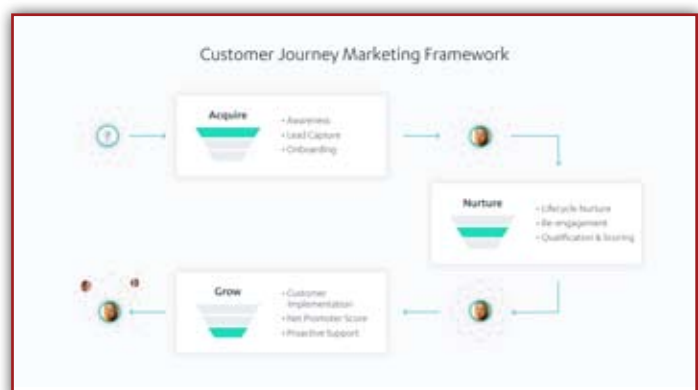 Customer Journey Marketing Framework
?
Acquire
• Awareness
• Lead Capture
• Onboarding
Nurture
• Lifecycle Nurture
• Re-engagement
• Qualification & Scoring
Grow
• Customer
Implementation
• Net Promoter Score
• Proactive Support